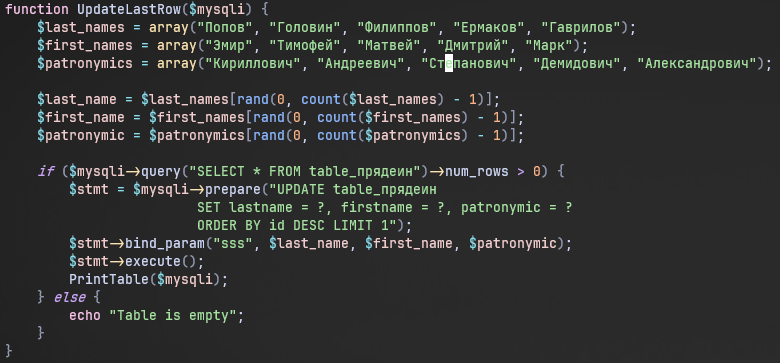 function UpdateLastRow($mysqli) {
    $last_names = array("Попов", "Головин", "Филиппов", "Ермаков", "Гаврилов");
    $first_names = array("Эмир", "Тимофей", "Матвей", "Дмитрий", "Марк");
    $patronymics = array("Кириллович", "Андреевич", "Степанович", "Демидович", "Александрович");

    $last_name = $last_names[rand(0, count($last_names) - 1)];
    $first_name = $first_names[rand(0, count($first_names) - 1)];
    $patronymic = $patronymics[rand(0, count($patronymics) - 1)];

    if ($mysqli->query("SELECT * FROM table_прядеин")->num_rows > 0) {
        $stmt = $mysqli->prepare("UPDATE table_прядеин
                        SET lastname = ?, firstname = ?, patronymic = ?
                        ORDER BY id DESC LIMIT 1");
        $stmt->bind_param("sss", $last_name, $first_name, $patronymic);
        $stmt->execute();
        PrintTable($mysqli);
    } else {
        echo "Table is empty";
    }
}